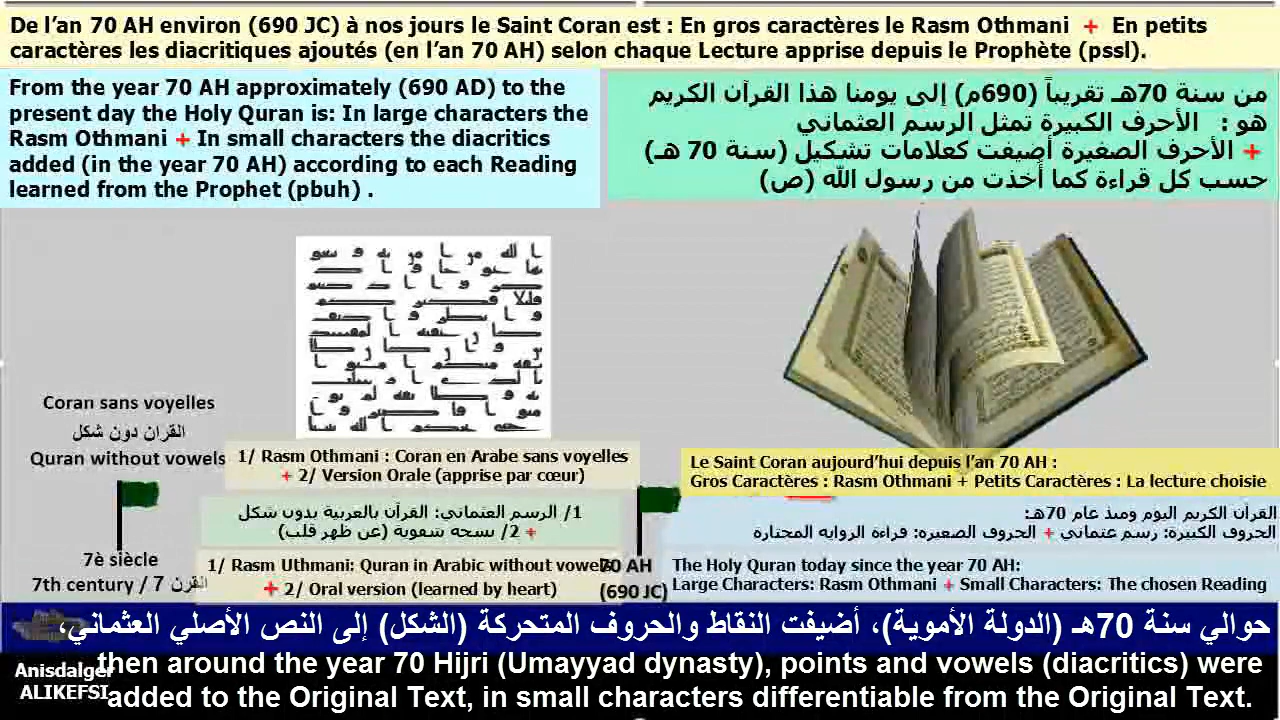 De l’an 70 AH environ (690 JC) à nos jours le Saint Coran est : En gros caractères le Rasm Othmani + En petits
caractères les diacritiques ajoutés (en l’an 70 AH) selon chaque Lecture apprise depuis le Prophète (pssl).
From the year 70 AH approximately (690 AD) to the
present day the Holy Quran is: In large characters the
Rasm Othmani + In small characters the diacritics
added (in the year 70 AH) according to each Reading
learned from the Prophet (pbuh) .
من سنة 70هـ تقريباً (690م) إلى يومنا هذا القرآن الكريم
هو : الأحرف الكبيرة تمثل الرسم العثماني
+ الأحرف الصغيرة أضيفت كعلامات تشكيل (سنة 70 هـ)
حسب كل قراءة كما أُخذت من رسول الله (ص)
Coran sans voyelles
القران دون شكل
Quran without vowels
7è siècle
7th century / القرن 7
1/ Rasm Othmani : Coran en Arabe sans voyelles
+ 2/ Version Orale (apprise par cœur)
1/ الرسم العثماني: القرآن بالعربية بدون شكل
+ 2/ نسخة شفوية (عن ظهر قلب)
1/ Rasm Uthmani: Quran in Arabic without vowels
+ 2/ Oral version (learned by heart)
70 AH
(690 JC)
Le Saint Coran aujourd’hui depuis l’an 70 AH :
Gros Caractères : Rasm Othmani + Petits Caractères : La lecture choisie
القرآن الكريم اليوم ومنذ عام 70هـ:
الحروف الكبيرة: رسم عثماني + الحروف الصغيرة: قراءة الرواية المختارة
The Holy Quran today since the year 70 AH:
Large Characters: Rasm Othmani + Small Characters: The chosen Reading
حوالي سنة 70هـ (الدولة الأموية)، أضيفت النقاط والحروف المتحركة (الشكل) إلى النص الأصلي العثماني،
Anisdalger
ALIKEFSI
then around the year 70 Hijri (Umayyad dynasty), points and vowels (diacritics) were
added to the Original Text, in small characters differentiable from the Original Text.